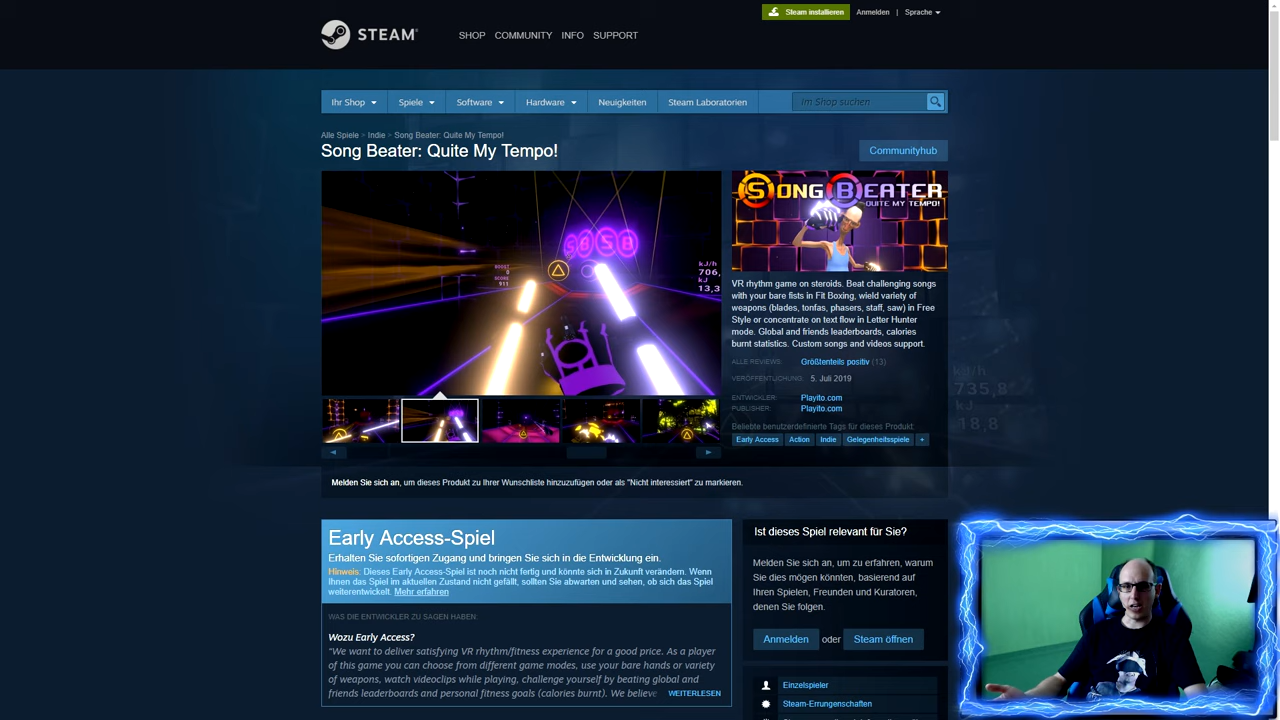 Steam installieren
Anmelden | Sprache
STEAM®
SHOP COMMUNITY INFO SUPPORT
Ihr Shop Spiele Software Hardware Neuigkeiten Steam Laboratorien Im Shop suchen
Alle Spiele > Indie > Song Beater: Quite My Tempo!
Song Beater: Quite My Tempo!
Communityhub
BOOST
0
SCORE
911
kJ/H
706,
kJ
13,3
SONG BEATER
QUITE MY TEMPO!
VR rhythm game on steroids. Beat challenging songs
with your bare fists in Fit Boxing, wield variety of
weapons (blades, tonfas, phasers, staff, saw) in Free
Style or concentrate on text flow in Letter Hunter
mode. Global and friends leaderboards, calories
burnt statistics. Custom songs and videos support.
ALLE REVIEWS: Größtenteils positiv (13)
VERÖFFENTLICHUNG: 5. Juli 2019
ENTWICKLER: Playito.com
PUBLISHER: Playito.com
Beliebte benutzerdefinierte Tags für dieses Produkt:
Early Access Action Indie Gelegenheitsspiele +
Melden Sie sich an, um dieses Produkt zu Ihrer Wunschliste hinzuzufügen oder als "Nicht interessiert" zu markieren.
Early Access-Spiel
Erhalten Sie sofortigen Zugang und bringen Sie sich in die Entwicklung ein.
Hinweis: Dieses Early Access-Spiel ist noch nicht fertig und könnte sich in Zukunft verändern. Wenn
Ihnen das Spiel im aktuellen Zustand nicht gefällt, sollten Sie abwarten und sehen, ob sich das Spiel
weiterentwickelt. Mehr erfahren
WAS DIE ENTWICKLER ZU SAGEN HABEN:
Wozu Early Access?
"We want to deliver satisfying VR rhythm/fitness experience for a good price. As a player
of this game you can choose from different game modes, use your bare hands or variety
of weapons, watch videoclips while playing, challenge yourself by beating global and
friends leaderboards and personal fitness goals (calories burnt). We believe WEITERLESEN
Ist dieses Spiel relevant für Sie?
Melden Sie sich an, um zu erfahren, warum
Sie dies mögen könnten, basierend auf
Ihren Spielen, Freunden und Kuratoren,
denen Sie folgen.
Anmelden oder Steam öffnen
Einzelspieler
Steam-Errungenschaften